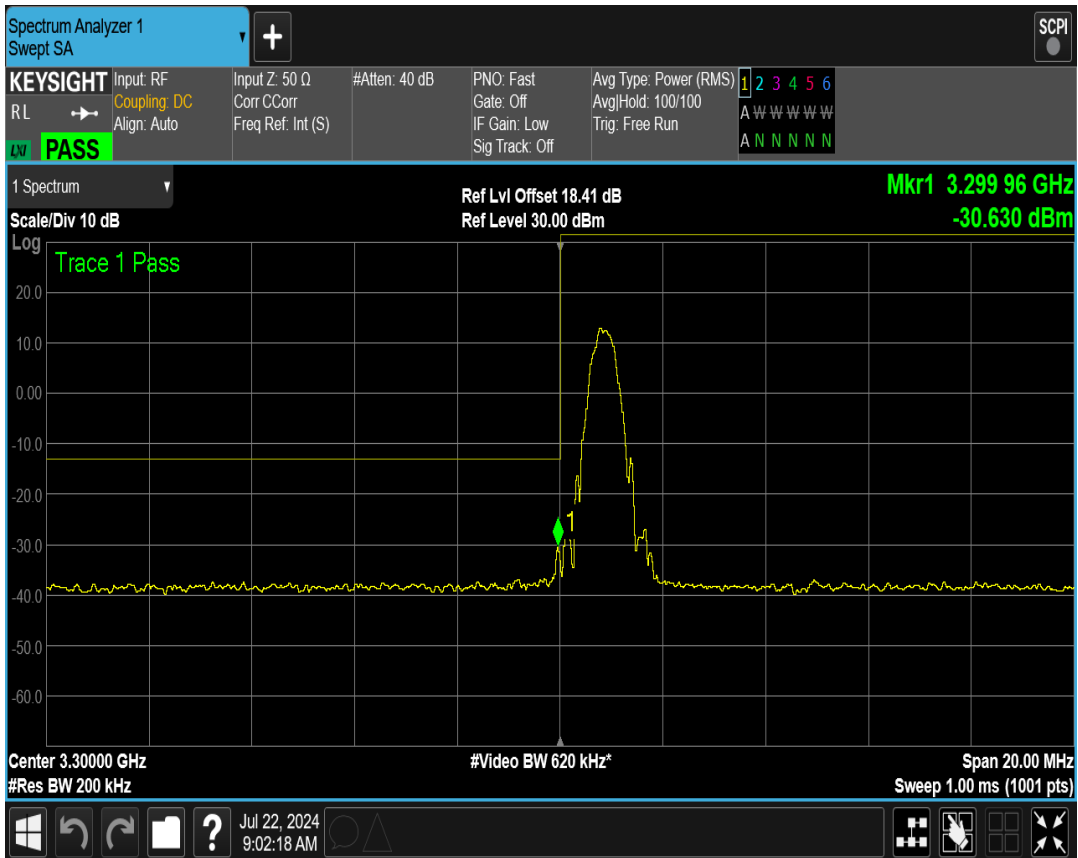 Spectrum Analyzer 1
Swept SA
+
SCPI
KEYSIGHT
R L
LXI
PASS
Input: RF
Coupling: DC
Align: Auto
Input Z: 50 Ω
Corr CCorr
Freq Ref: Int (S)
#Atten: 40 dB
PNO: Fast
Gate: Off
IF Gain: Low
Sig Track: Off
Avg Type: Power (RMS)
Avg|Hold: 100/100
Trig: Free Run
1 2 3 4 5 6
A W W W W W
A N N N N N
1 Spectrum
Scale/Div 10 dB
Ref Lvl Offset 18.41 dB
Ref Level 30.00 dBm
Mkr1 3.299 96 GHz
-30.630 dBm
Log
Trace 1 Pass
20.0
10.0
0.00
-10.0
-20.0
1
-30.0
-40.0
-50.0
-60.0
Center 3.30000 GHz
#Video BW 620 kHz*
Span 20.00 MHz
#Res BW 200 kHz
Sweep 1.00 ms (1001 pts)
?
Jul 22, 2024
9:02:18 AM